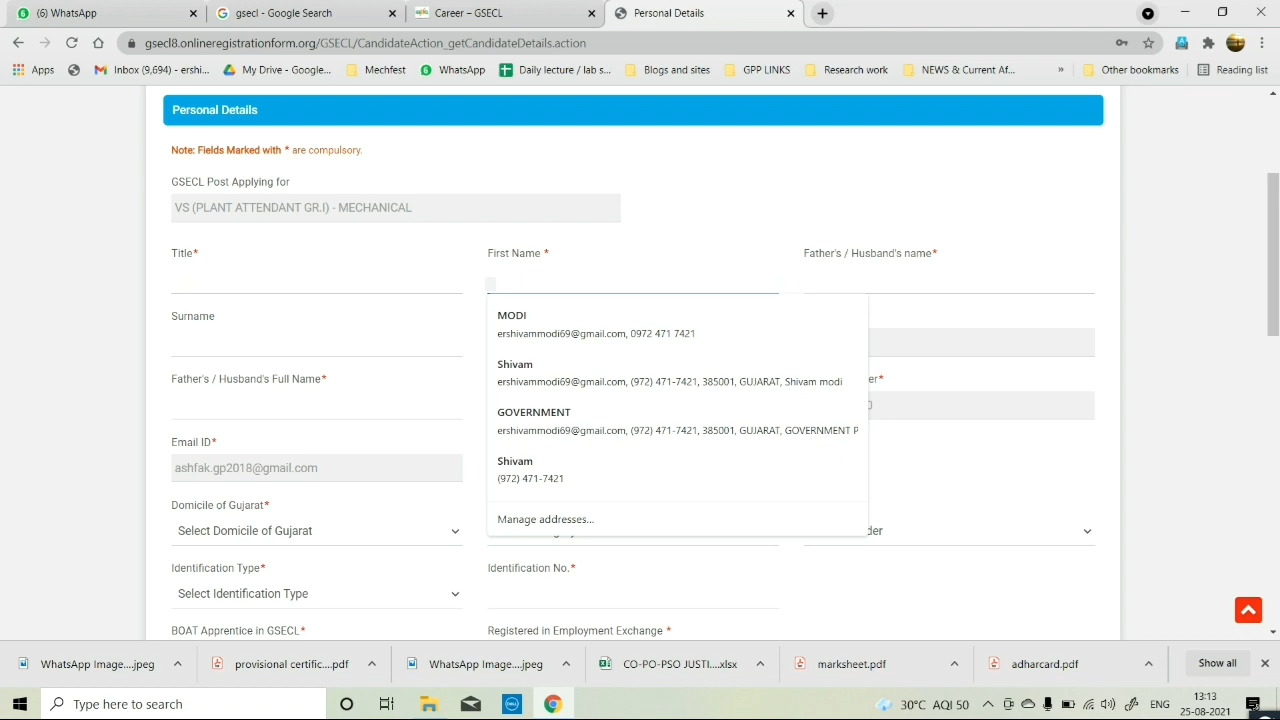 (6) WhatsApp
gsecl - Google Search
Career – GSECL
Personal Details
gsecl8.onlineregistrationform.org/GSECL/CandidateAction_getCandidateDetails.action
Apps
Inbox (9,694) - ershi...
My Drive - Google...
Mechfest
WhatsApp
Daily lecture / lab s...
Blogs and sites
GPP LINKS
Research work
NEWS & Current Af...
»
Other bookmarks
Reading list
Personal Details
Note: Fields Marked with * are compulsory.
GSECL Post Applying for
VS (PLANT ATTENDANT GR.I) - MECHANICAL
Title*
First Name *
Father's / Husband's name*
Surname
MODI
ershivammodi69@gmail.com, 0972 471 7421
Shivam
ershivammodi69@gmail.com, (972) 471-7421, 385001, GUJARAT, Shivam modi
Father's / Husband's Full Name*
er*
GOVERNMENT
ershivammodi69@gmail.com, (972) 471-7421, 385001, GUJARAT, GOVERNMENT P
Shivam
(972) 471-7421
Manage addresses...
Email ID*
ashfak.gp2018@gmail.com
Domicile of Gujarat*
Select Domicile of Gujarat
der
Identification Type*
Identification No.*
Select Identification Type
BOAT Apprentice in GSECL*
Registered in Employment Exchange *
WhatsApp Image....jpeg
provisional certific....pdf
WhatsApp Image....jpeg
CO-PO-PSO JUSTI....xlsx
marksheet.pdf
adharcard.pdf
Show all
Type here to search
DELL
30°C AQI 50
ENG
13:13
25-08-2021